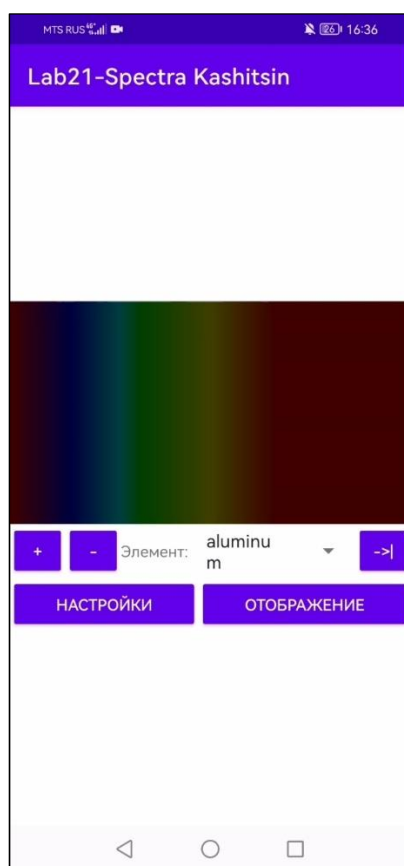 MTS RUS 16:36
Lab21-Spectra Kashitsin
+ - Элемент: aluminu ->|
m
НАСТРОЙКИ ОТОБРАЖЕНИЕ